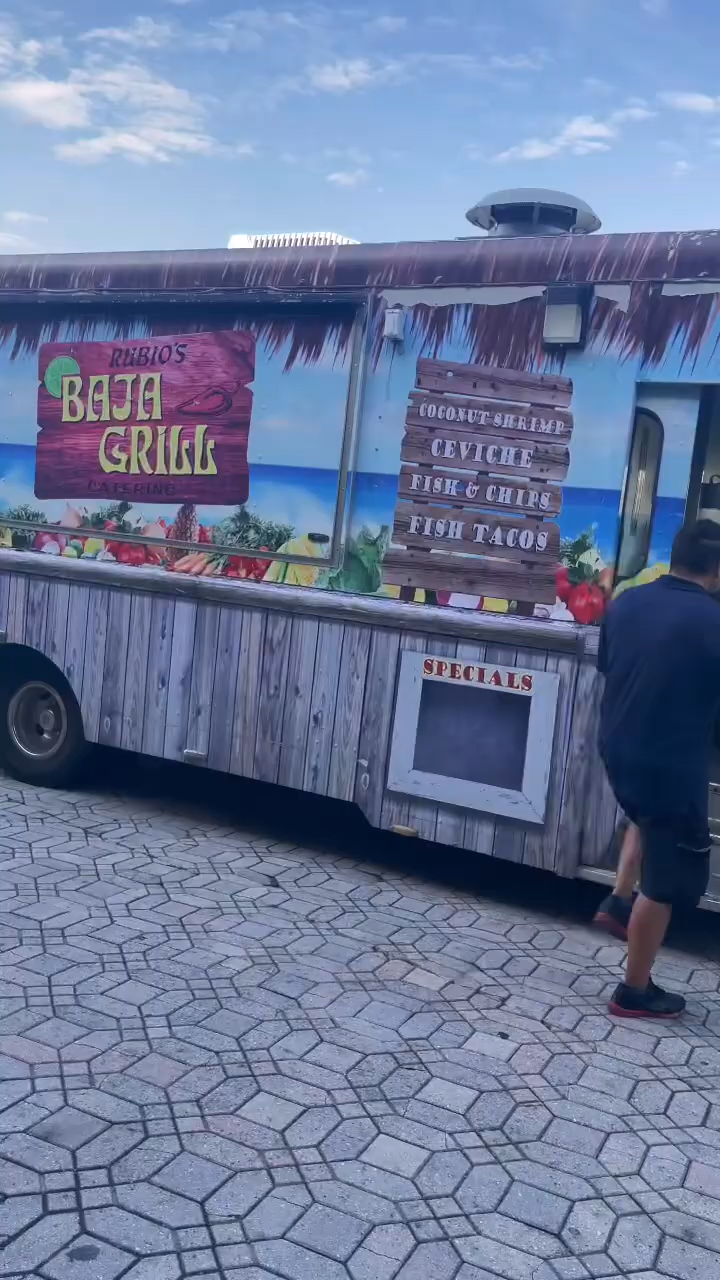 RUBIO'S
BAJA
GRILL
CATERING
COCONUT SHRIMP
CEVICHE
FISH & CHIPS
FISH TACOS
SPECIALS